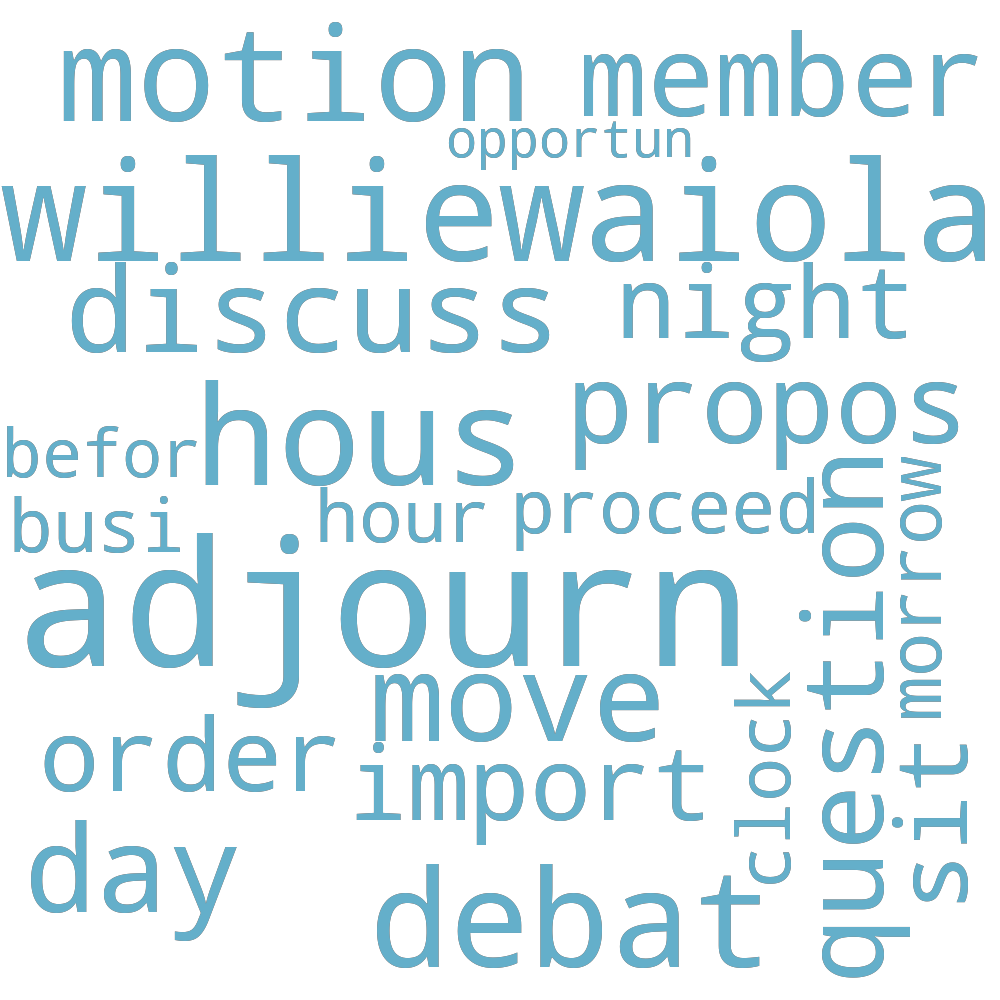 motion member
opportun
williewaiola
discuss night
propos
hous
befor
busi hour proceed
adjourn
question
morrow
move
clock
order
import
sit
day
debat